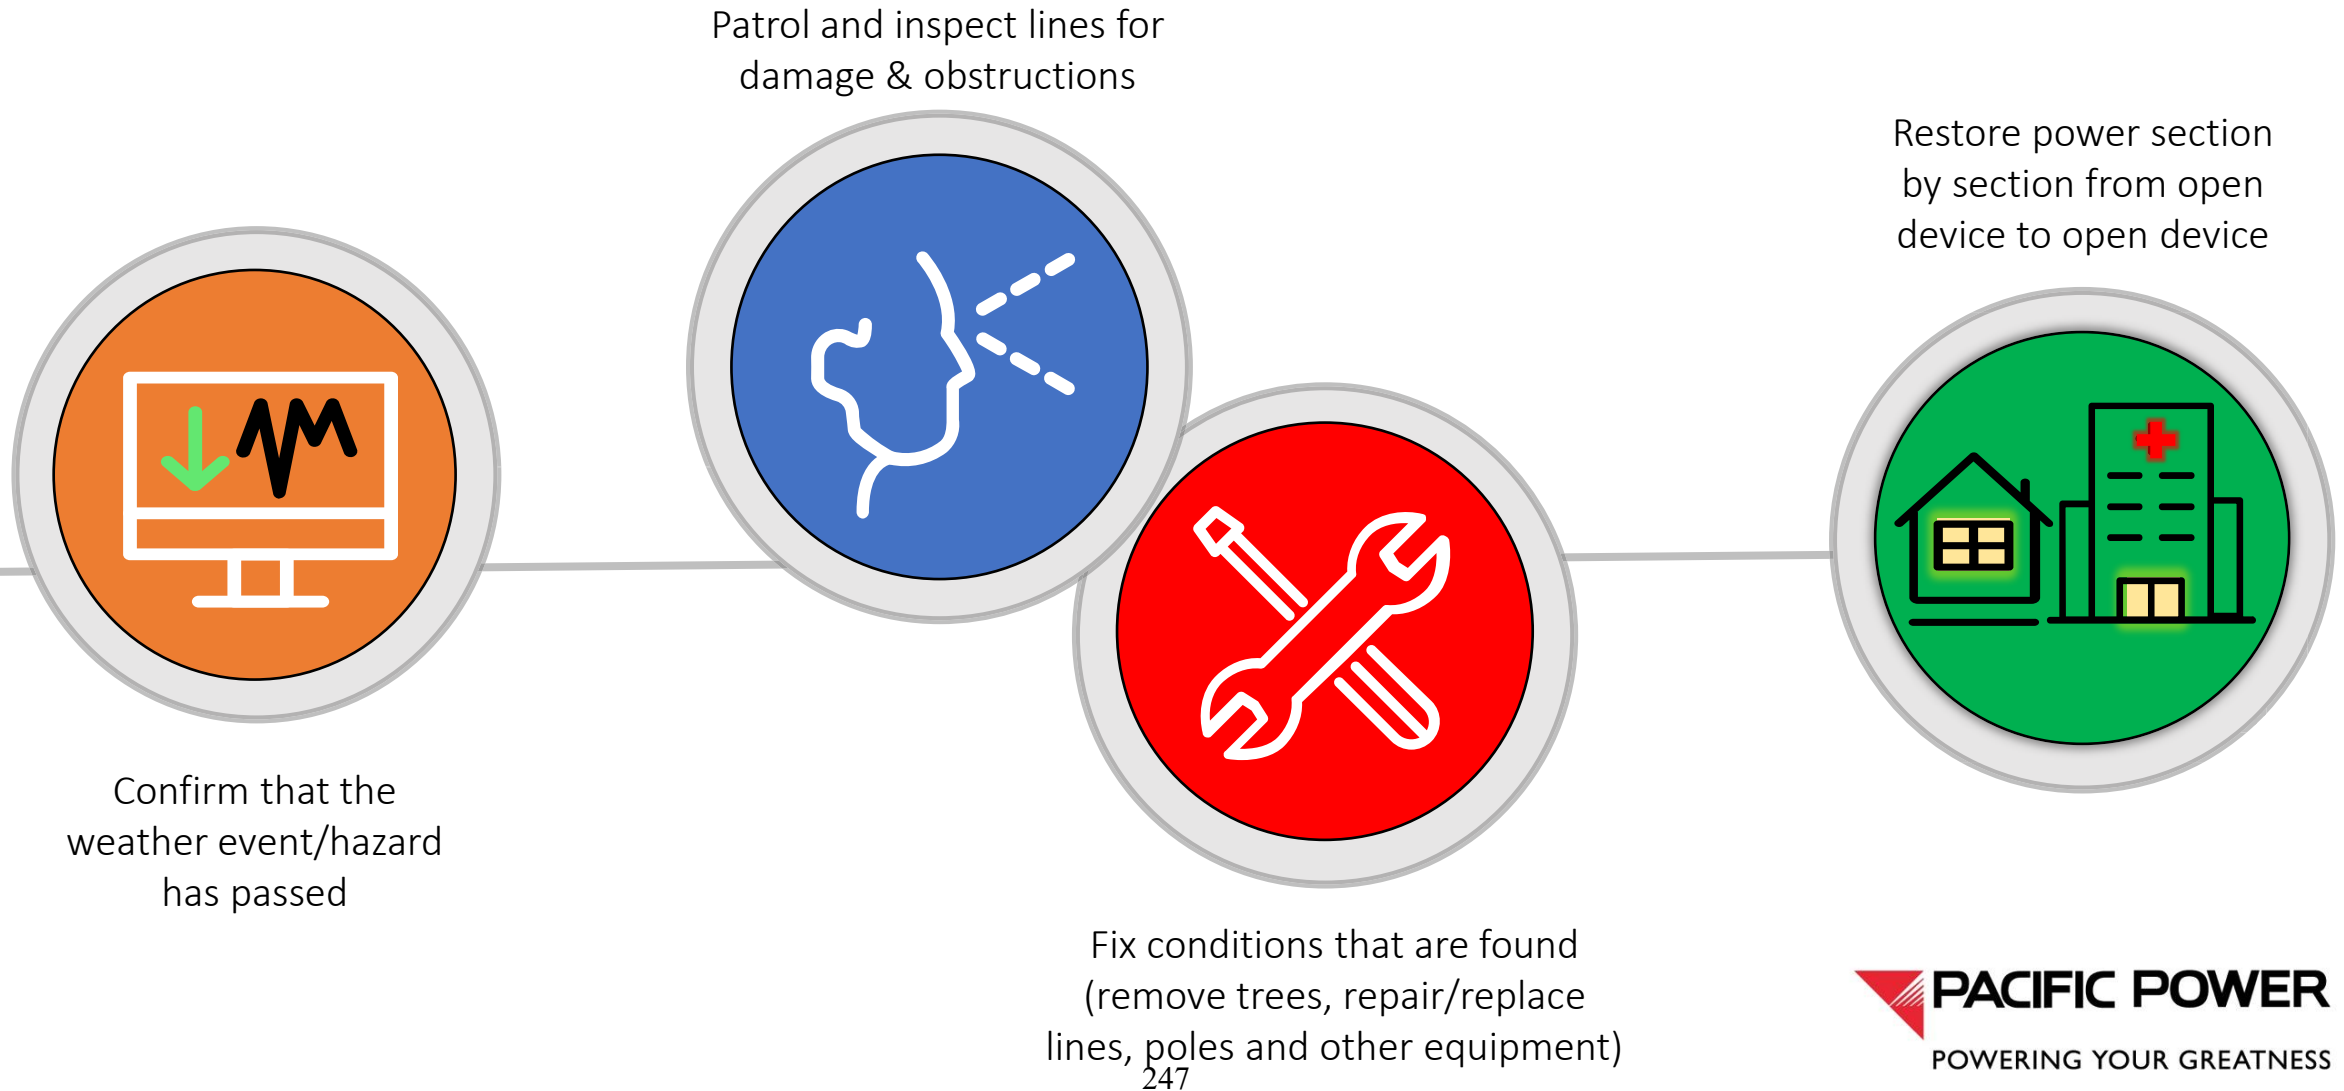 Patrol and inspect lines for
damage & obstructions
Restore power section
by section from open
device to open device
Confirm that the
weather event/hazard
has passed
Fix conditions that are found
(remove trees, repair/replace
lines, poles and other equipment)
247
PACIFIC POWER
POWERING YOUR GREATNESS